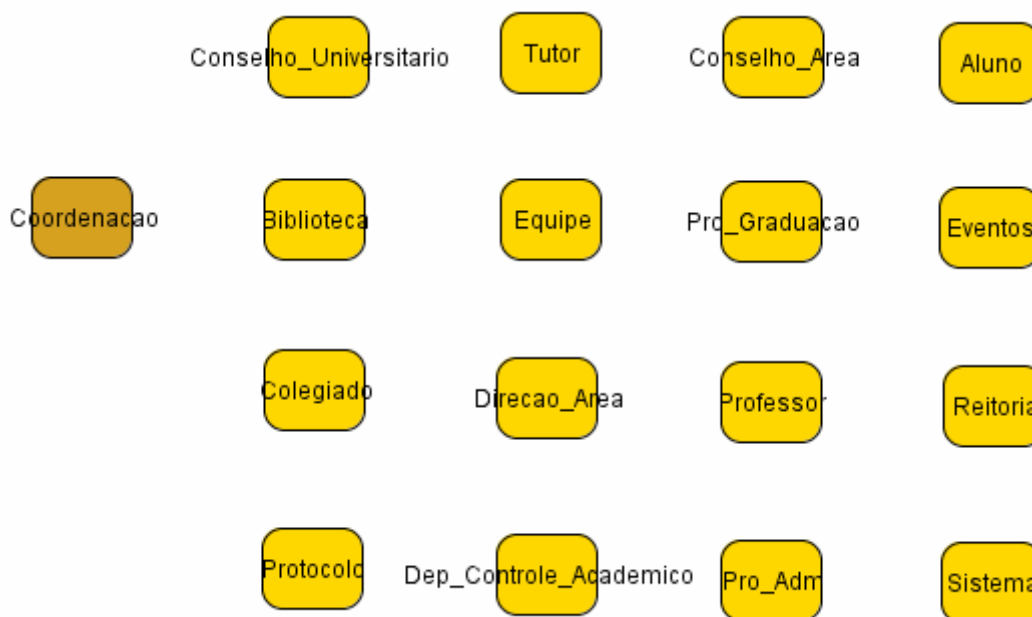 Conselho_Universitario
Tutor
Conselho_Area
Aluno
Coordenacao
Biblioteca
Equipe
Pro_Graduacao
Eventos
Colegiado
Direcao_Area
Professor
Reitoria
Protocolo
Dep_Controle_Academico
Pro_Adm
Sistema